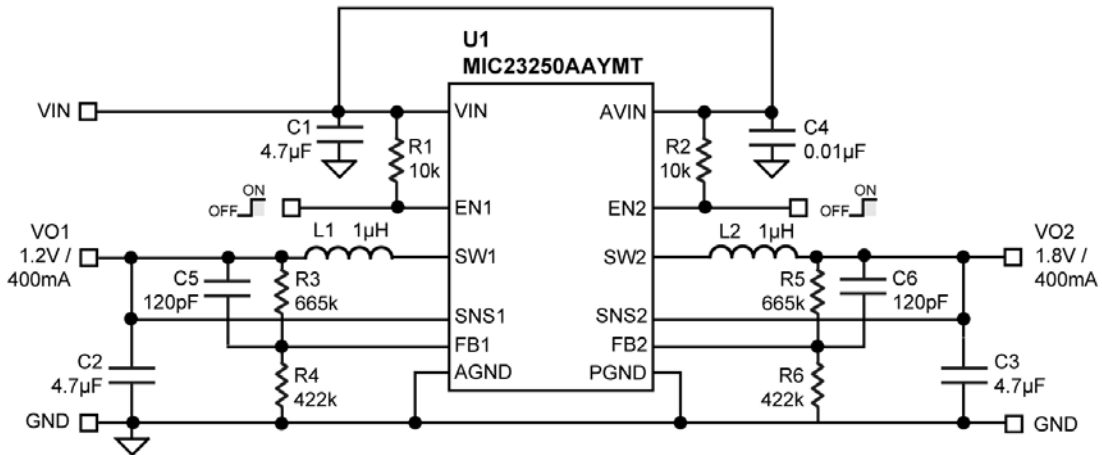 U1
MIC23250AAYMT
VIN
VIN
AVIN
C1
4.7µF
R1
10k
R2
10k
C4
0.01µF
ON
OFF
EN1
EN2
ON
OFF
VO1
1.2V /
400mA
L1 1µH
SW1
SW2
L2 1µH
VO2
1.8V /
400mA
C5
120pF
R3
665k
R5
665k
C6
120pF
SNS1
SNS2
FB1
FB2
C2
4.7µF
R4
422k
AGND
PGND
R6
422k
C3
4.7µF
GND
GND